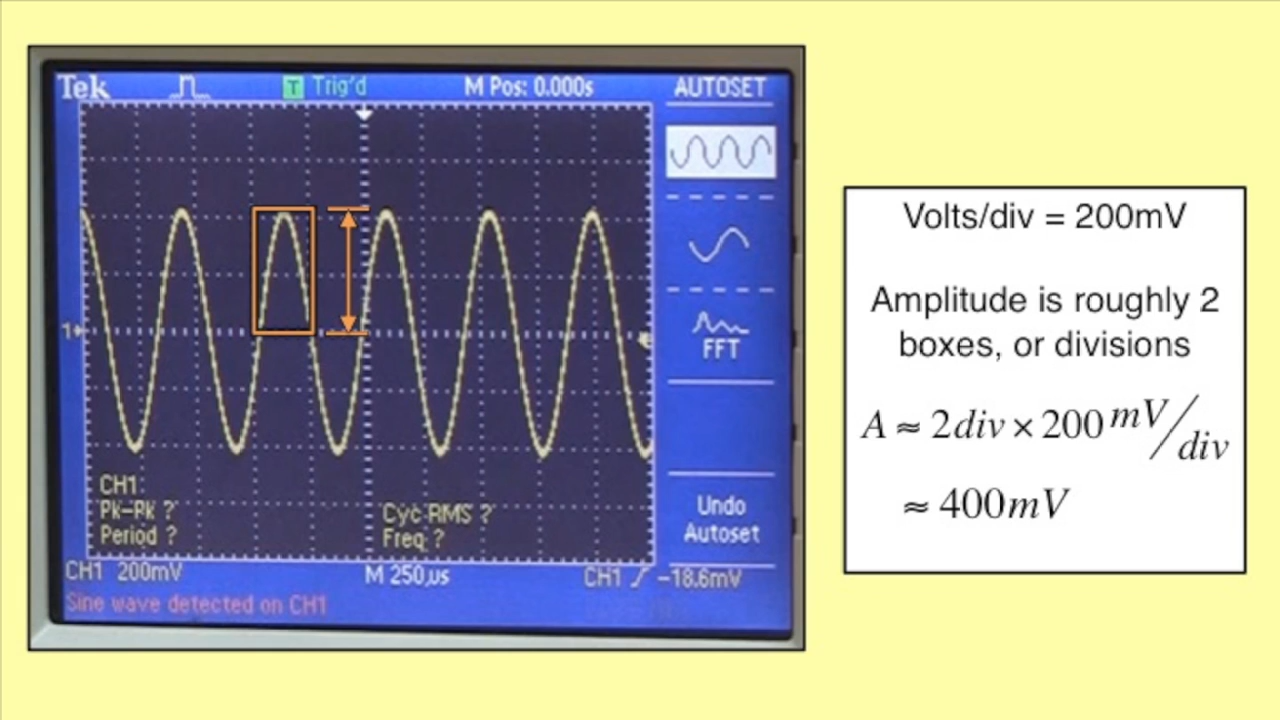 Tek
T Trig'd
M Pos: 0.000s
AUTOSET
FFT
Undo
Autoset
1
CH1
Pk-Pk ?
Period ?
Cyc RMS ?
Freq ?
CH1 200mV
M 250µs
CH1 -18.6mV
Sine wave detected on CH1
Volts/div = 200mV
Amplitude is roughly 2
boxes, or divisions
A ≈ 2div × 200 mV/div
≈ 400mV